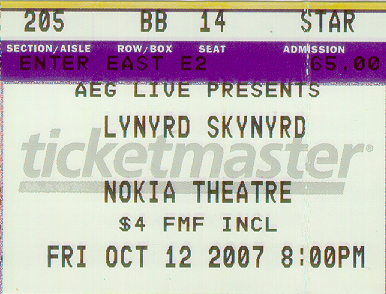 205 BB 14 STAR
SECTION/AISLE ROW/BOX SEAT ADMISSION
ENTER EAST E2 65.00
AEG LIVE PRESENTS
LYNYRD SKYNYRD
ticketmaster
NOKIA THEATRE
$4 FMF INCL
FRI OCT 12 2007 8:00PM